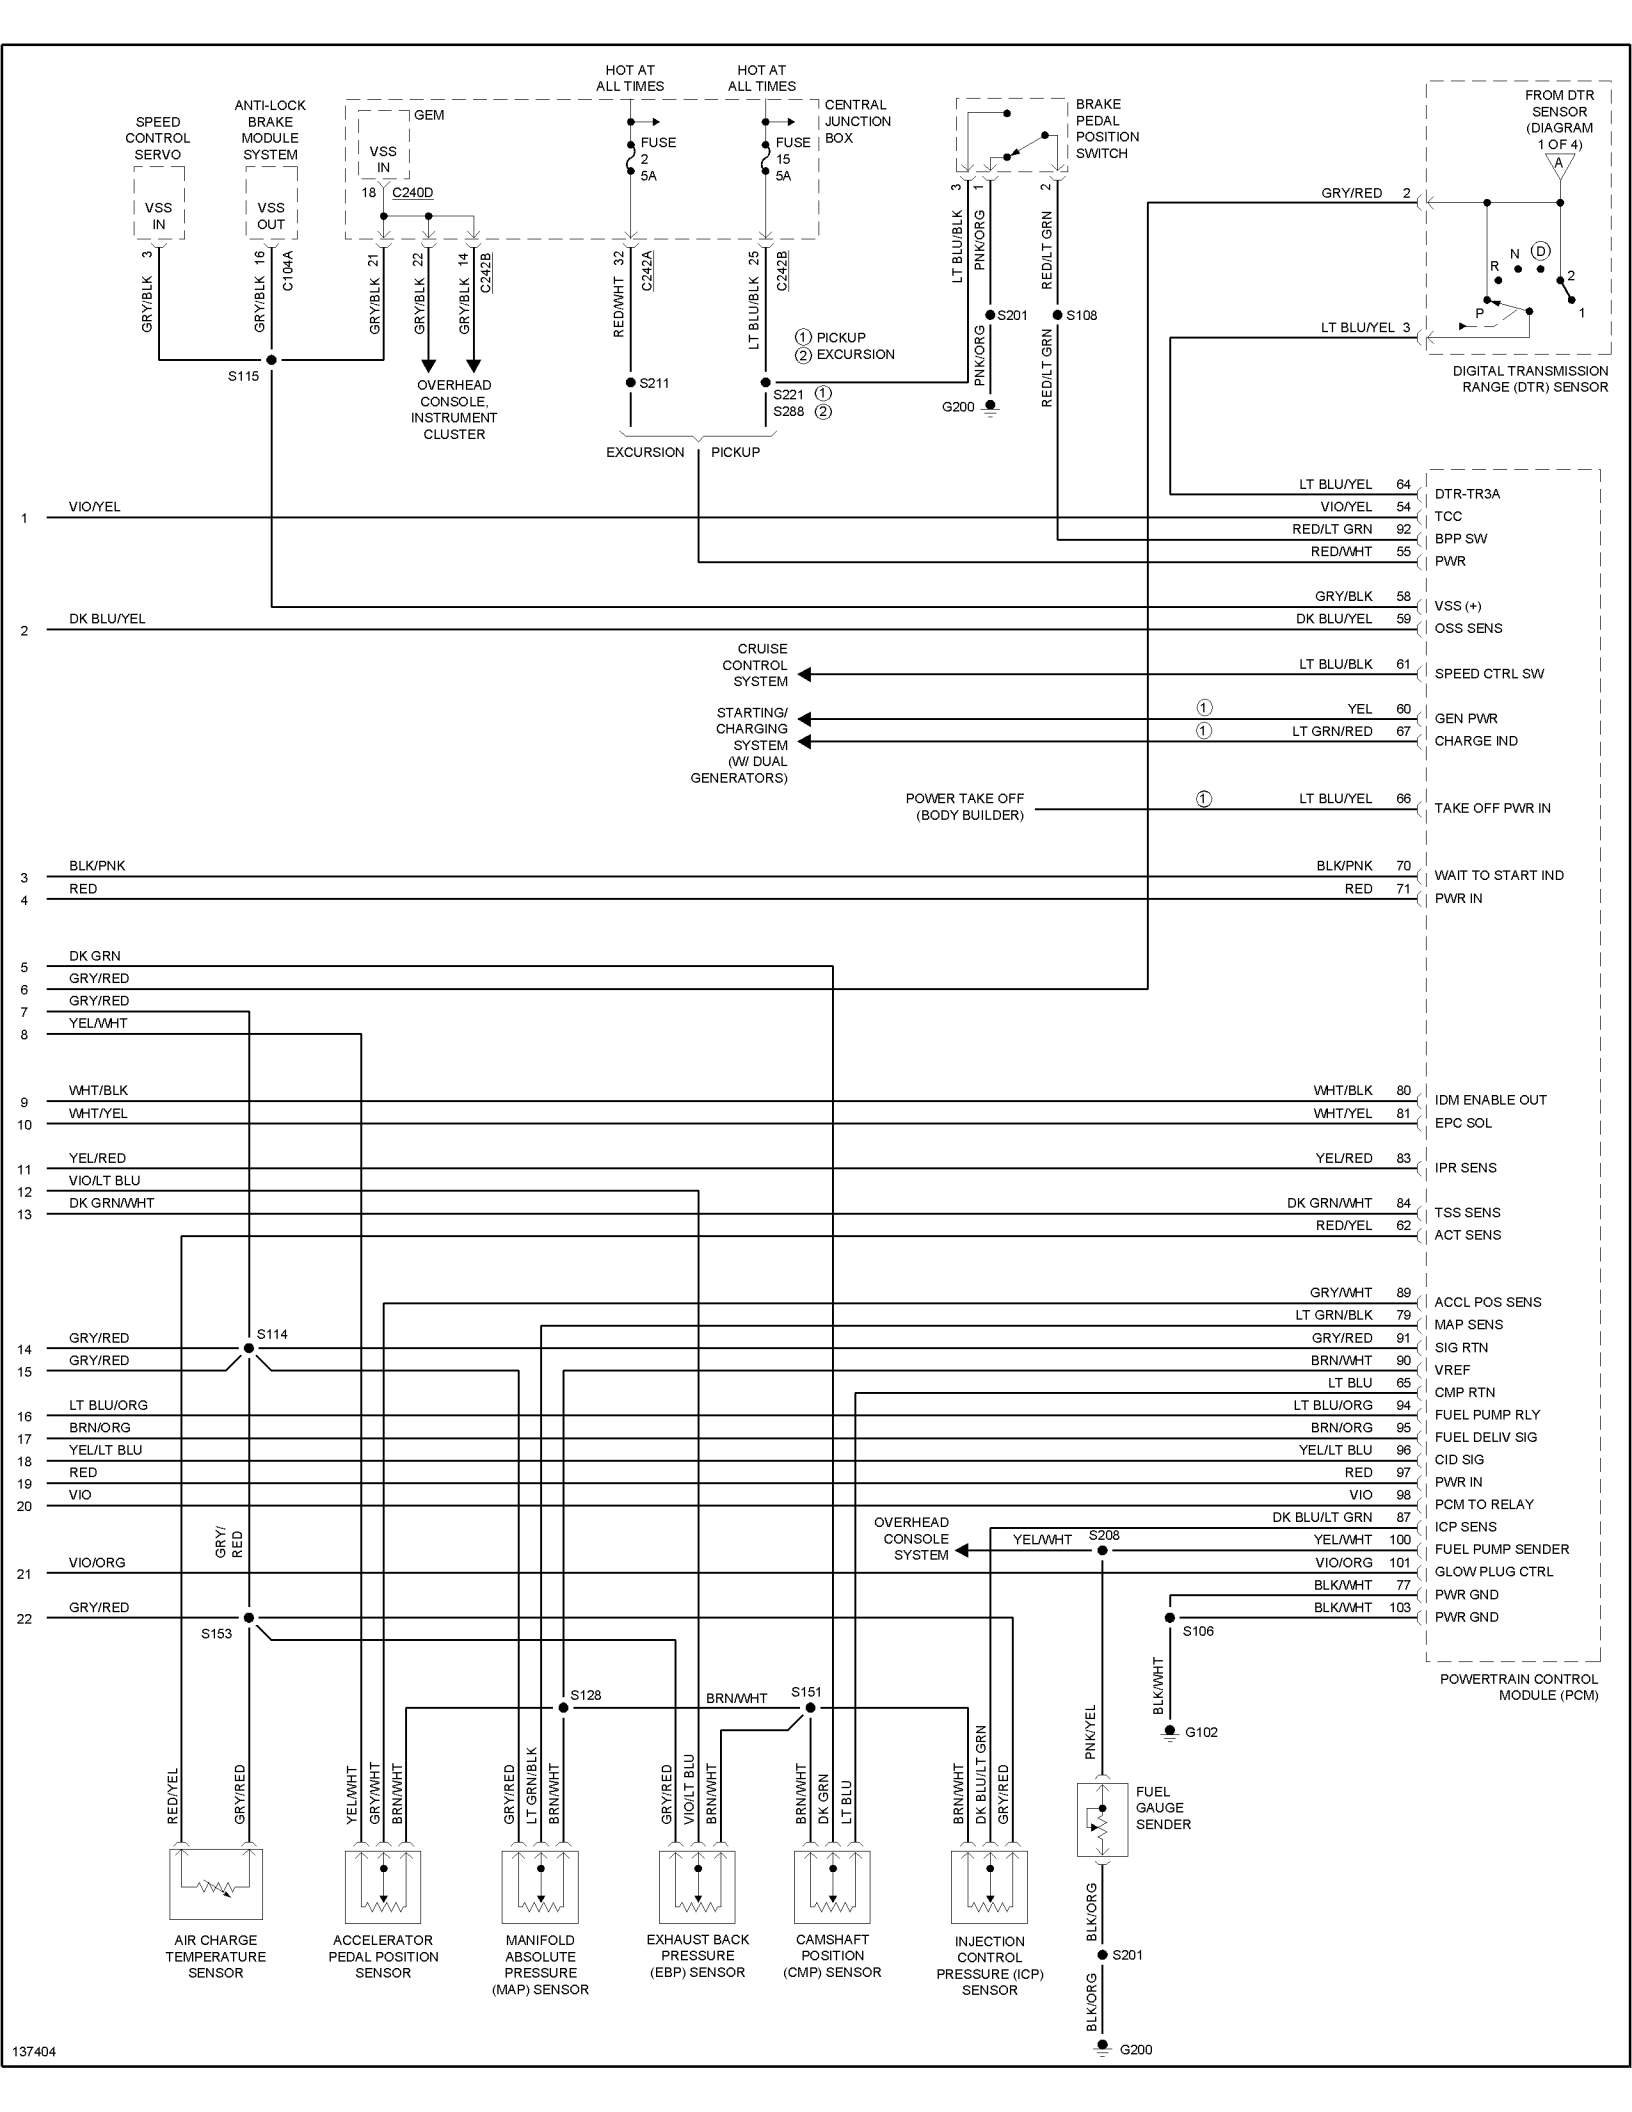 HOT AT
ALL TIMES
HOT AT
ALL TIMES
SPEED
CONTROL
SERVO
ANTI-LOCK
BRAKE
MODULE
SYSTEM
GEM
VSS
IN
18
C240D
FUSE
2
5A
FUSE
15
5A
CENTRAL
JUNCTION
BOX
BRAKE
PEDAL
POSITION
SWITCH
FROM DTR
SENSOR
(DIAGRAM
1 OF 4)
A
VSS
IN
VSS
OUT
3
GRY/BLK
16
GRY/BLK
C104A
21
GRY/BLK
22
GRY/BLK
14
GRY/BLK
C242B
32
RED/WHT
C242A
25
LT BLU/BLK
C242B
3
LT BLU/BLK
1
PNK/ORG
2
RED/LT GRN
GRY/RED 2
P
R
N
D
2
1
LT BLU/YEL 3
DIGITAL TRANSMISSION
RANGE (DTR) SENSOR
S201
S108
PNK/ORG
RED/LT GRN
G200
1 PICKUP
2 EXCURSION
S115
OVERHEAD
CONSOLE,
INSTRUMENT
CLUSTER
S211
S221 1
S288 2
EXCURSION
PICKUP
LT BLU/YEL 64 DTR-TR3A
1 VIO/YEL VIO/YEL 54 TCC
RED/LT GRN 92 BPP SW
RED/WHT 55 PWR
GRY/BLK 58 VSS (+)
2 DK BLU/YEL DK BLU/YEL 59 OSS SENS
CRUISE
CONTROL
SYSTEM
LT BLU/BLK 61 SPEED CTRL SW
STARTING/
CHARGING
SYSTEM
(W/ DUAL
GENERATORS)
1 YEL 60 GEN PWR
1 LT GRN/RED 67 CHARGE IND
POWER TAKE OFF
(BODY BUILDER)
1 LT BLU/YEL 66 TAKE OFF PWR IN
3 BLK/PNK BLK/PNK 70 WAIT TO START IND
4 RED RED 71 PWR IN
5 DK GRN
6 GRY/RED
7 GRY/RED
8 YEL/WHT
9 WHT/BLK WHT/BLK 80 IDM ENABLE OUT
10 WHT/YEL WHT/YEL 81 EPC SOL
11 YEL/RED YEL/RED 83 IPR SENS
12 VIO/LT BLU
13 DK GRN/WHT DK GRN/WHT 84 TSS SENS
RED/YEL 62 ACT SENS
GRY/WHT 89 ACCL POS SENS
LT GRN/BLK 79 MAP SENS
S114
14 GRY/RED GRY/RED 91 SIG RTN
15 GRY/RED BRN/WHT 90 VREF
LT BLU 65 CMP RTN
16 LT BLU/ORG LT BLU/ORG 94 FUEL PUMP RLY
17 BRN/ORG BRN/ORG 95 FUEL DELIV SIG
18 YEL/LT BLU YEL/LT BLU 96 CID SIG
19 RED RED 97 PWR IN
20 VIO VIO 98 PCM TO RELAY
GRY/
RED
DK BLU/LT GRN 87 ICP SENS
OVERHEAD
CONSOLE
SYSTEM
YEL/WHT
S208
YEL/WHT 100 FUEL PUMP SENDER
21 VIO/ORG VIO/ORG 101 GLOW PLUG CTRL
BLK/WHT 77 PWR GND
22 GRY/RED BLK/WHT 103 PWR GND
S153
S106
POWERTRAIN CONTROL
MODULE (PCM)
BLK/WHT
G102
S128
BRN/WHT
S151
RED/YEL
GRY/RED
YEL/WHT
GRY/WHT
BRN/WHT
GRY/RED
LT GRN/BLK
BRN/WHT
GRY/RED
VIO/LT BLU
BRN/WHT
BRN/WHT
DK GRN
LT BLU
BRN/WHT
DK BLU/LT GRN
GRY/RED
PNK/YEL
FUEL
GAUGE
SENDER
BLK/ORG
S201
BLK/ORG
G200
AIR CHARGE
TEMPERATURE
SENSOR
ACCELERATOR
PEDAL POSITION
SENSOR
MANIFOLD
ABSOLUTE
PRESSURE
(MAP) SENSOR
EXHAUST BACK
PRESSURE
(EBP) SENSOR
CAMSHAFT
POSITION
(CMP) SENSOR
INJECTION
CONTROL
PRESSURE (ICP)
SENSOR
137404